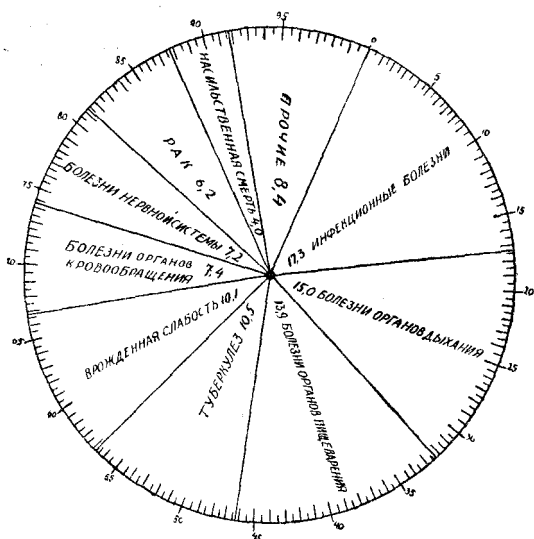 0
5
10
15
20
25
30
35
40
45
50
55
60
65
70
75
80
85
90
95
17,3 ИНФЕКЦИОННЫЕ БОЛЕЗНИ
15,0 БОЛЕЗНИ ОРГАНОВ ДЫХАНИЯ
13,9 БОЛЕЗНИ ОРГАНОВ ПИЩЕВАРЕНИЯ
ТУБЕРКУЛЕЗ 10,5
ВРОЖДЕННАЯ СЛАБОСТЬ 10,1
БОЛЕЗНИ ОРГАНОВ
КРОВООБРАЩЕНИЯ 7,4
БОЛЕЗНИ НЕРВНОЙ СИСТЕМЫ 7,2
РАК 6,2
НАСИЛЬСТВЕННАЯ СМЕРТЬ 4,0
ПРОЧИЕ 8,4